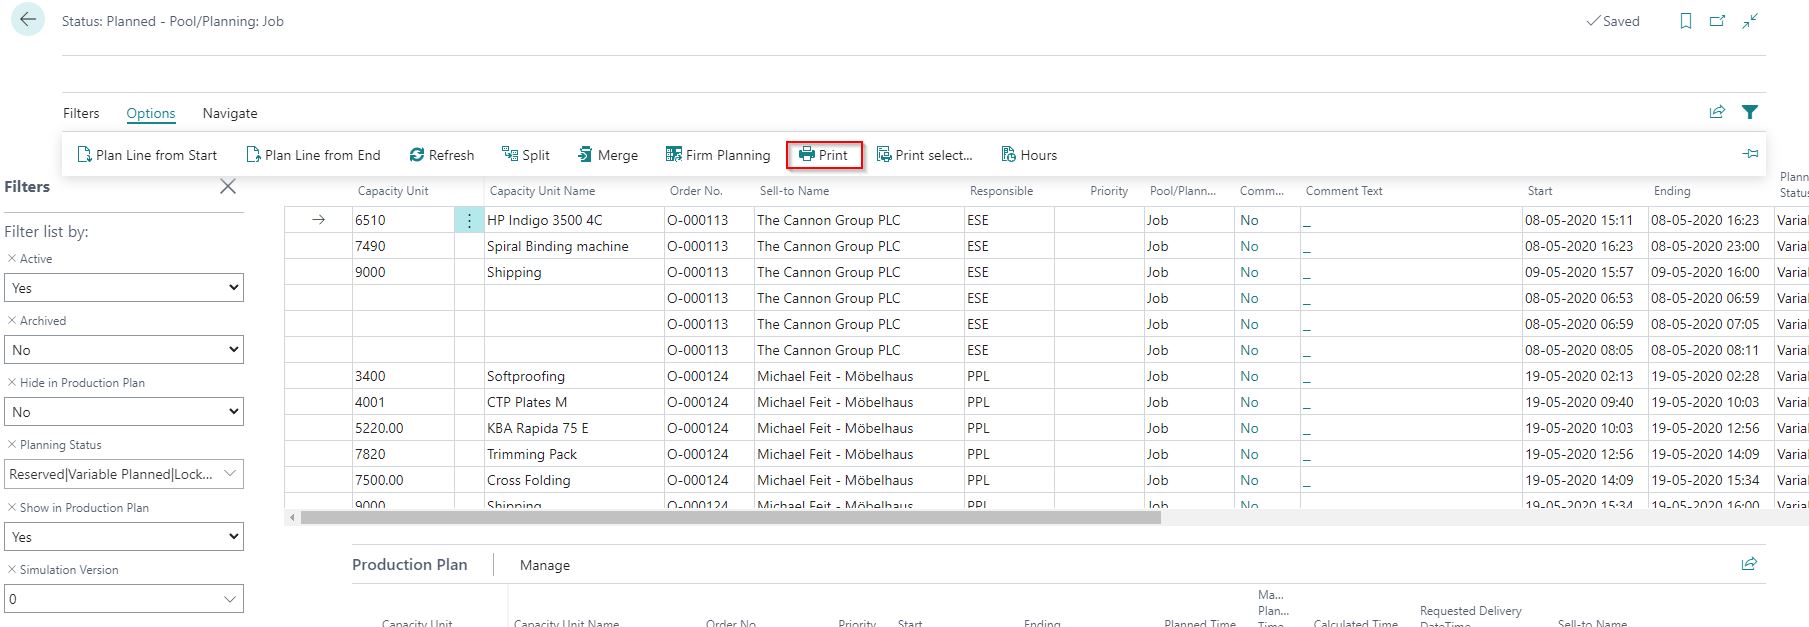 Status: Planned - Pool/Planning: Job
Saved
Filters Options Navigate
Plan Line from Start Plan Line from End Refresh Split Merge Firm Planning Print Print select... Hours
Filters
Filter list by:
Active
Yes
Archived
No
Hide in Production Plan
No
Planning Status
Reserved|Variable Planned|Lock...
Show in Production Plan
Yes
Simulation Version
0
Capacity Unit Capacity Unit Name Order No. Sell-to Name Responsible Priority Pool/Plann... Comm... Comment Text Start Ending Plann Status
6510 HP Indigo 3500 4C O-000113 The Cannon Group PLC ESE Job No _ 08-05-2020 15:11 08-05-2020 16:23 Varial
7490 Spiral Binding machine O-000113 The Cannon Group PLC ESE Job No _ 08-05-2020 16:23 08-05-2020 23:00 Varial
9000 Shipping O-000113 The Cannon Group PLC ESE Job No _ 09-05-2020 15:57 09-05-2020 16:00 Varial
O-000113 The Cannon Group PLC ESE Job No _ 08-05-2020 06:53 08-05-2020 06:59 Varial
O-000113 The Cannon Group PLC ESE Job No _ 08-05-2020 06:59 08-05-2020 07:05 Varial
O-000113 The Cannon Group PLC ESE Job No _ 08-05-2020 08:05 08-05-2020 08:11 Varial
3400 Softproofing O-000124 Michael Feit - Möbelhaus PPL Job No _ 19-05-2020 02:13 19-05-2020 02:28 Varial
4001 CTP Plates M O-000124 Michael Feit - Möbelhaus PPL Job No _ 19-05-2020 09:40 19-05-2020 10:03 Varial
5220.00 KBA Rapida 75 E O-000124 Michael Feit - Möbelhaus PPL Job No _ 19-05-2020 10:03 19-05-2020 12:56 Varial
7820 Trimming Pack O-000124 Michael Feit - Möbelhaus PPL Job No _ 19-05-2020 12:56 19-05-2020 14:09 Varial
7500.00 Cross Folding O-000124 Michael Feit - Möbelhaus PPL Job No _ 19-05-2020 14:09 19-05-2020 15:34 Varial
9000 Shipping O-000124 Michael Feit - Möbelhaus PPL Job No 19-05-2020 15:34 19-05-2020 16:00 Varial
Production Plan Manage
Capacity Unit Capacity Unit Name Order No. Priority Start Ending Planned Time Ma... Plan... Time Calculated Time Requested Delivery DateTime Sell-to Name